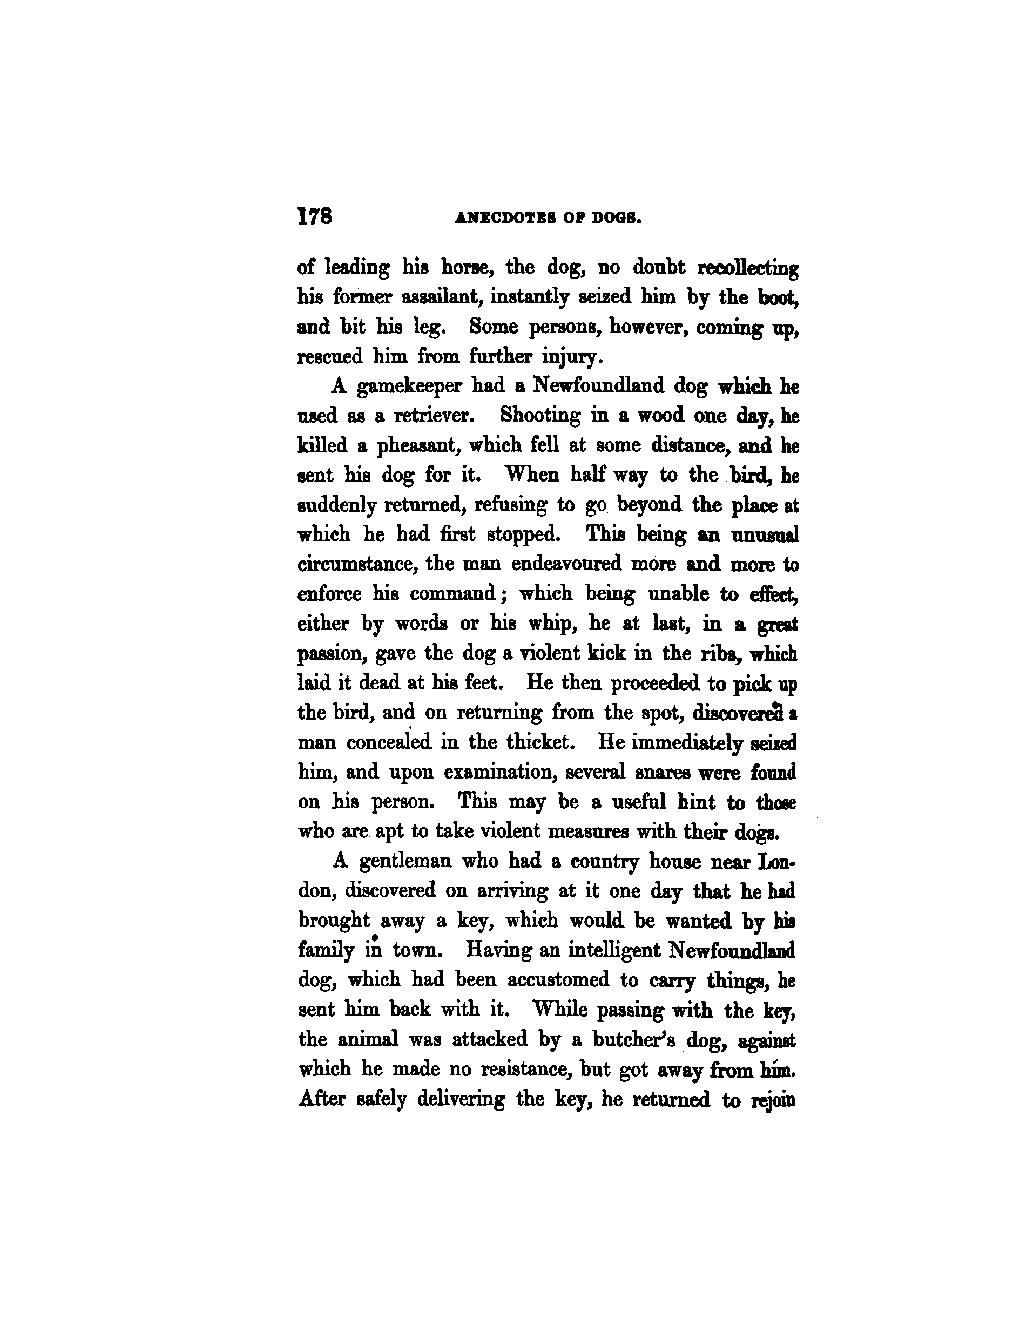 178 ANECDOTES OF DOGS.
of leading his horse, the dog, no doubt recollecting
his former assailant, instantly seized him by the boot,
and bit his leg. Some persons, however, coming up,
rescued him from further injury.
A gamekeeper had a Newfoundland dog which he
used as a retriever. Shooting in a wood one day, he
killed a pheasant, which fell at some distance, and he
sent his dog for it. When half way to the bird, he
suddenly returned, refusing to go beyond the place at
which he had first stopped. This being an unusual
circumstance, the man endeavoured more and more to
enforce his command; which being unable to effect,
either by words or his whip, he at last, in a great
passion, gave the dog a violent kick in the ribs, which
laid it dead at his feet. He then proceeded to pick up
the bird, and on returning from the spot, discovered a
man concealed in the thicket. He immediately seized
him, and upon examination, several snares were found
on his person. This may be a useful hint to those
who are apt to take violent measures with their dogs.
A gentleman who had a country house near Lon-
don, discovered on arriving at it one day that he had
brought away a key, which would be wanted by his
family in town. Having an intelligent Newfoundland
dog, which had been accustomed to carry things, he
sent him back with it. While passing with the key,
the animal was attacked by a butcher's dog, against
which he made no resistance, but got away from him.
After safely delivering the key, he returned to rejoin